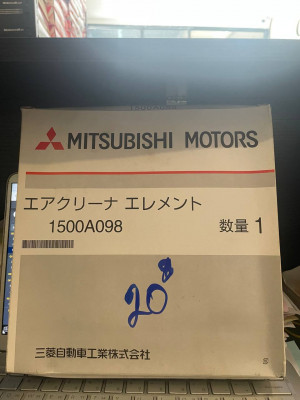 MITSUBISHI MOTORS
エアクリーナ エレメント
1500A098
数量 1
208
三菱自動車工業株式会社